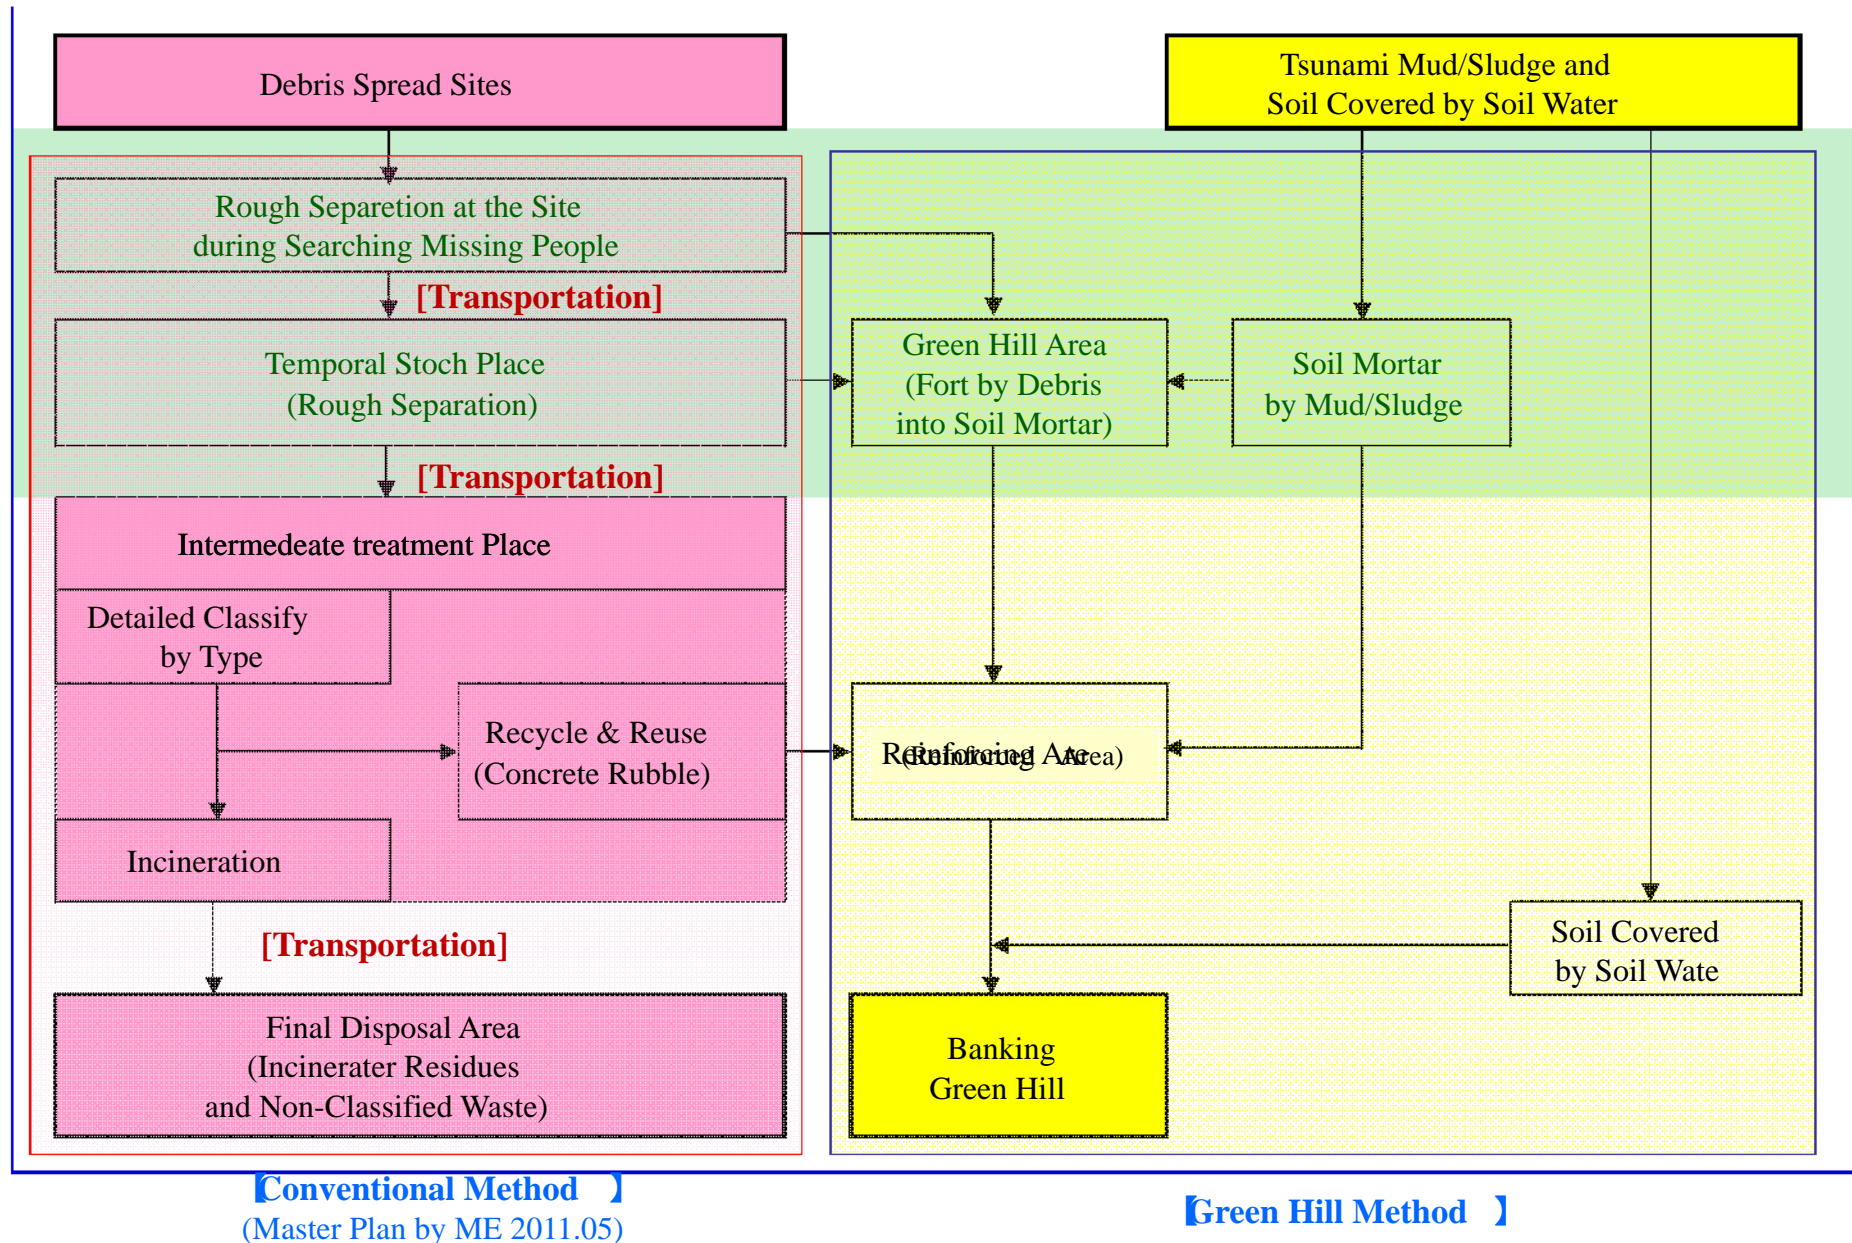 Debris Spread Sites
Tsunami Mud/Sludge and
Soil Covered by Soil Water
Rough Separetion at the Site
during Searching Missing People
[Transportation]
Temporal Stoch Place
(Rough Separation)
Green Hill Area
(Fort by Debris
into Soil Mortar)
Soil Mortar
by Mud/Sludge
[Transportation]
Intermedeate treatment Place
Detailed Classify
by Type
Recycle & Reuse
(Concrete Rubble)
Reinforcing Are
(Reinforced Area)
Incineration
[Transportation]
Soil Covered
by Soil Wate
Final Disposal Area
(Incinerater Residues
and Non-Classified Waste)
Banking
Green Hill
【Conventional Method 】
(Master Plan by ME 2011.05)
【Green Hill Method 】